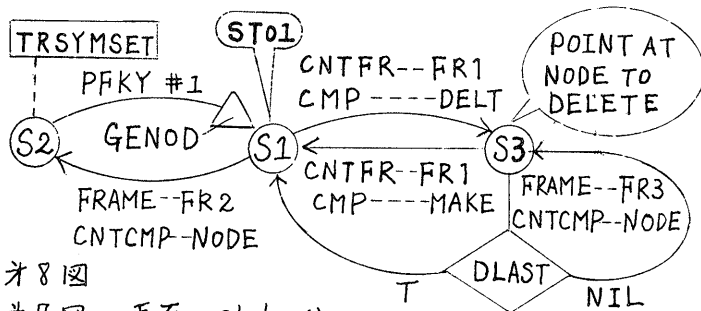 TRSYMSET
ST01
POINT AT
NODE TO
DELETE
PFKY #1
CNTFR--FR1
CMP----DELT
S2
GENOD
S1
S3
CNTFR--FR1
CMP----MAKE
FRAME--FR2
CNTCMP--NODE
FRAME--FR3
CNTCMP--NODE
DLAST
T
NIL
才8図